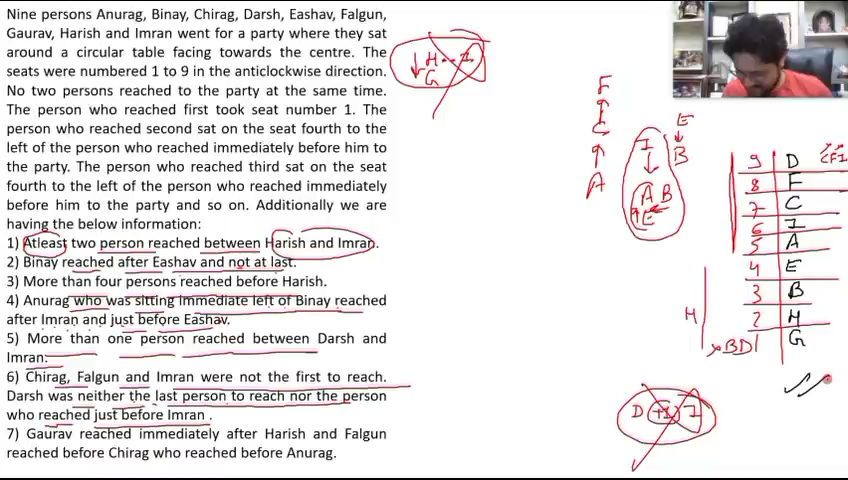 Nine persons Anurag, Binay, Chirag, Darsh, Eashav, Falgun,
Gaurav, Harish and Imran went for a party where they sat
around a circular table facing towards the centre. The
seats were numbered 1 to 9 in the anticlockwise direction.
No two persons reached to the party at the same time.
The person who reached first took seat number 1. The
person who reached second sat on the seat fourth to the
left of the person who reached immediately before him to
the party. The person who reached third sat on the seat
fourth to the left of the person who reached immediately
before him to the party and so on. Additionally we are
having the below information:
1) Atleast two person reached between Harish and Imran.
2) Binay reached after Eashav and not at last.
3) More than four persons reached before Harish.
4) Anurag who was sitting immediate left of Binay reached
after Imran and just before Eashav.
5) More than one person reached between Darsh and
Imran.
6) Chirag, Falgun and Imran were not the first to reach.
Darsh was neither the last person to reach nor the person
who reached just before Imran .
7) Gaurav reached immediately after Harish and Falgun
reached before Chirag who reached before Anurag.
H -- I
G
F
C
A
I
A B
E
E
B
9 D CFI
8 F
7 C
6 I
5 A
4 E
3 B
2 H
1 G
H
BD
D +1 I